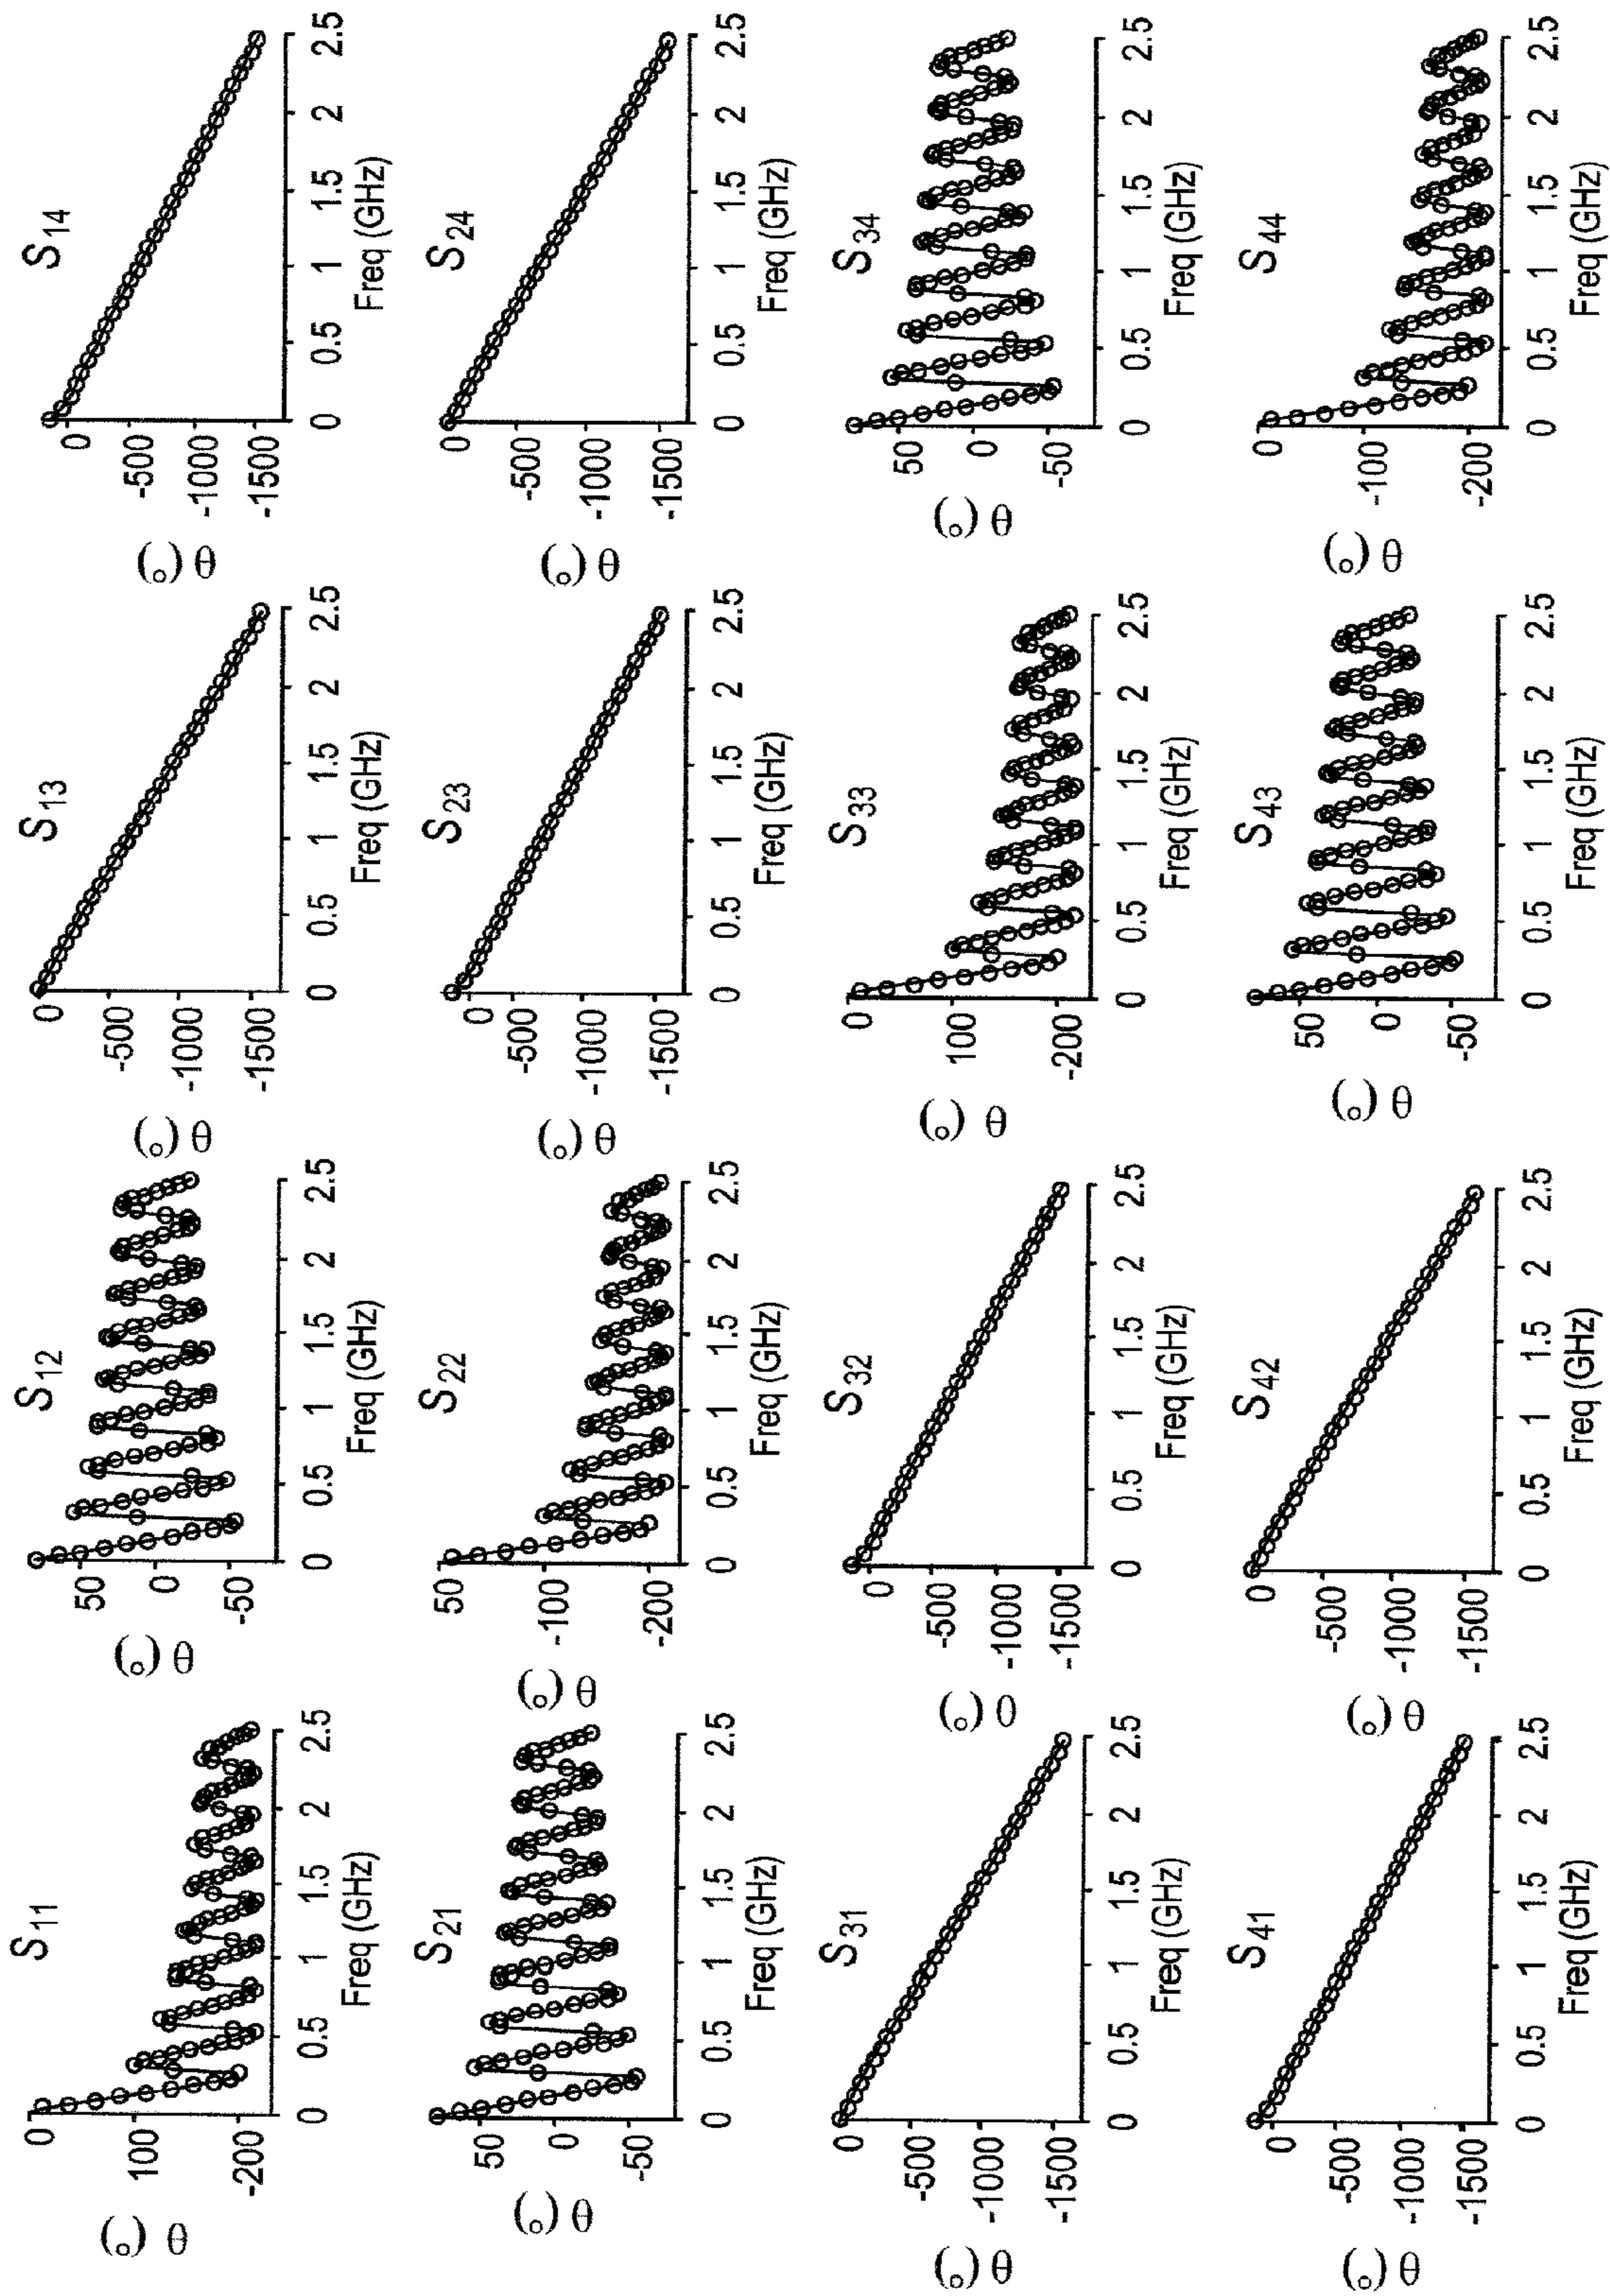 S11
θ (°)
0
100
-200
0 0.5 1 1.5 2 2.5
Freq (GHz)
S12
θ (°)
50
0
-50
0 0.5 1 1.5 2 2.5
Freq (GHz)
S13
θ (°)
0
-500
-1000
-1500
0 0.5 1 1.5 2 2.5
Freq (GHz)
S14
θ (°)
0
-500
-1000
-1500
0 0.5 1 1.5 2 2.5
Freq (GHz)
S21
θ (°)
50
0
-50
0 0.5 1 1.5 2 2.5
Freq (GHz)
S22
θ (°)
50
-100
-200
0 0.5 1 1.5 2 2.5
Freq (GHz)
S23
θ (°)
0
-500
-1000
-1500
0 0.5 1 1.5 2 2.5
Freq (GHz)
S24
θ (°)
0
-500
-1000
-1500
0 0.5 1 1.5 2 2.5
Freq (GHz)
S31
θ (°)
0
-500
-1000
-1500
0 0.5 1 1.5 2 2.5
Freq (GHz)
S32
0 (°)
0
-500
-1000
-1500
0 0.5 1 1.5 2 2.5
Freq (GHz)
S33
θ (°)
0
100
-200
0 0.5 1 1.5 2 2.5
Freq (GHz)
S34
θ (°)
50
0
-50
0 0.5 1 1.5 2 2.5
Freq (GHz)
S41
θ (°)
0
-500
-1000
-1500
0 0.5 1 1.5 2 2.5
Freq (GHz)
S42
θ (°)
0
-500
-1000
-1500
0 0.5 1 1.5 2 2.5
Freq (GHz)
S43
θ (°)
50
0
-50
0 0.5 1 1.5 2 2.5
Freq (GHz)
S44
θ (°)
0
-100
-200
0 0.5 1 1.5 2 2.5
Freq (GHz)